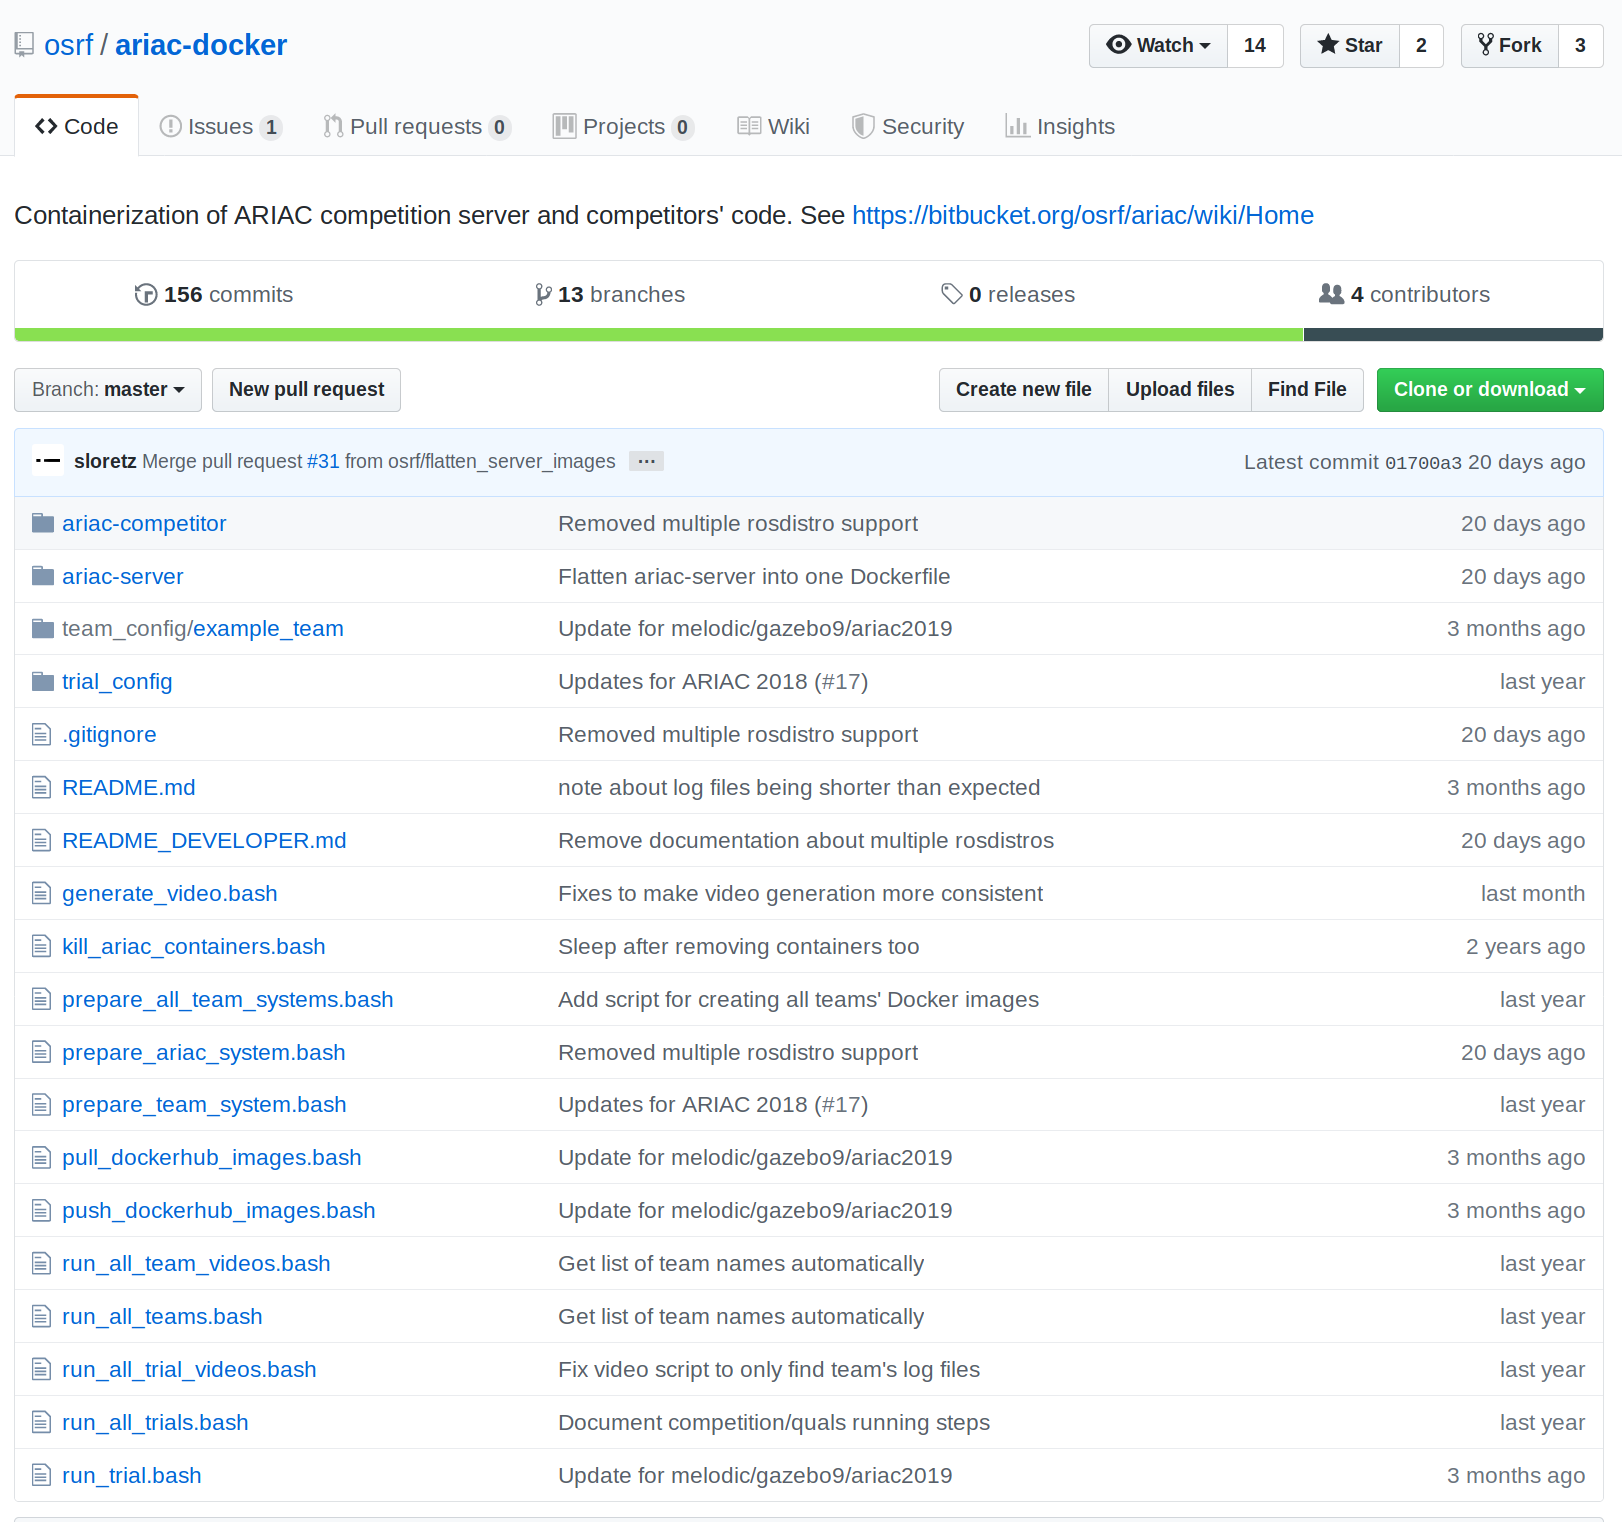 osrf / ariac-docker Watch 14 Star 2 Fork 3
Code Issues 1 Pull requests 0 Projects 0 Wiki Security Insights
Containerization of ARIAC competition server and competitors' code. See https://bitbucket.org/osrf/ariac/wiki/Home
156 commits 13 branches 0 releases 4 contributors
Branch: master New pull request Create new file Upload files Find File Clone or download
sloretz Merge pull request #31 from osrf/flatten_server_images ... Latest commit 01700a3 20 days ago
ariac-competitor Removed multiple rosdistro support 20 days ago
ariac-server Flatten ariac-server into one Dockerfile 20 days ago
team_config/example_team Update for melodic/gazebo9/ariac2019 3 months ago
trial_config Updates for ARIAC 2018 (#17) last year
.gitignore Removed multiple rosdistro support 20 days ago
README.md note about log files being shorter than expected 3 months ago
README_DEVELOPER.md Remove documentation about multiple rosdistros 20 days ago
generate_video.bash Fixes to make video generation more consistent last month
kill_ariac_containers.bash Sleep after removing containers too 2 years ago
prepare_all_team_systems.bash Add script for creating all teams' Docker images last year
prepare_ariac_system.bash Removed multiple rosdistro support 20 days ago
prepare_team_system.bash Updates for ARIAC 2018 (#17) last year
pull_dockerhub_images.bash Update for melodic/gazebo9/ariac2019 3 months ago
push_dockerhub_images.bash Update for melodic/gazebo9/ariac2019 3 months ago
run_all_team_videos.bash Get list of team names automatically last year
run_all_teams.bash Get list of team names automatically last year
run_all_trial_videos.bash Fix video script to only find team's log files last year
run_all_trials.bash Document competition/quals running steps last year
run_trial.bash Update for melodic/gazebo9/ariac2019 3 months ago